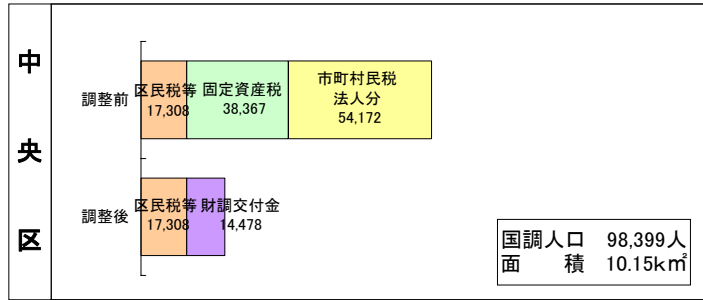 中央区
調整前
区民税等
17,308
固定資産税
38,367
市町村民税
法人分
54,172
調整後
区民税等
17,308
財調交付金
14,478
国調人口 98,399人
面 積 10.15k㎡